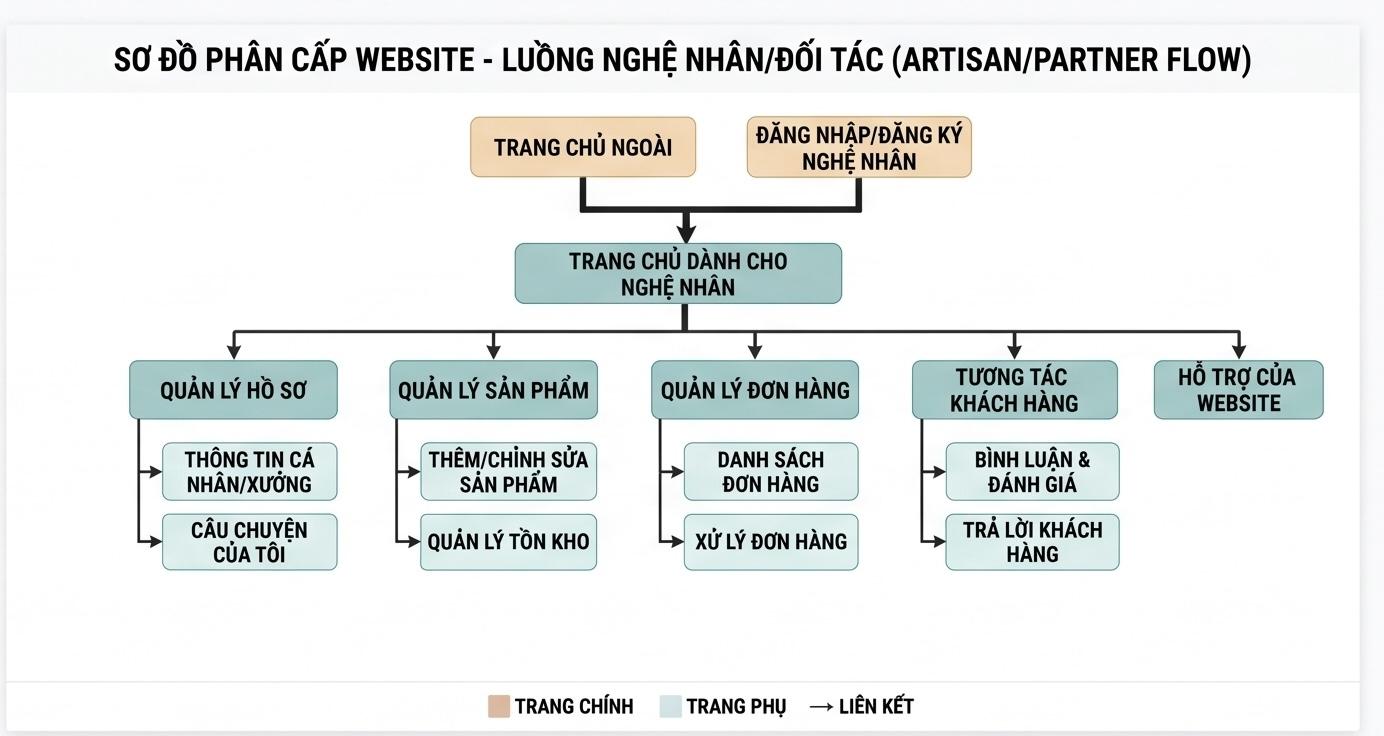 SƠ ĐỒ PHÂN CẤP WEBSITE - LUỒNG NGHỆ NHÂN/ĐỐI TÁC (ARTISAN/PARTNER FLOW)
TRANG CHỦ NGOÀI
ĐĂNG NHẬP/ĐĂNG KÝ
NGHỆ NHÂN
TRANG CHỦ DÀNH CHO
NGHỆ NHÂN
QUẢN LÝ HỒ SƠ
THÔNG TIN CÁ
NHÂN/XƯỞNG
CÂU CHUYỆN
CỦA TÔI
QUẢN LÝ SẢN PHẨM
THÊM/CHỈNH SỬA
SẢN PHẨM
QUẢN LÝ TỒN KHO
QUẢN LÝ ĐƠN HÀNG
DANH SÁCH
ĐƠN HÀNG
XỬ LÝ ĐƠN HÀNG
TƯƠNG TÁC
KHÁCH HÀNG
BÌNH LUẬN &
ĐÁNH GIÁ
TRẢ LỜI KHÁCH
HÀNG
HỖ TRỢ CỦA
WEBSITE
TRANG CHÍNH
TRANG PHỤ
→ LIÊN KẾT